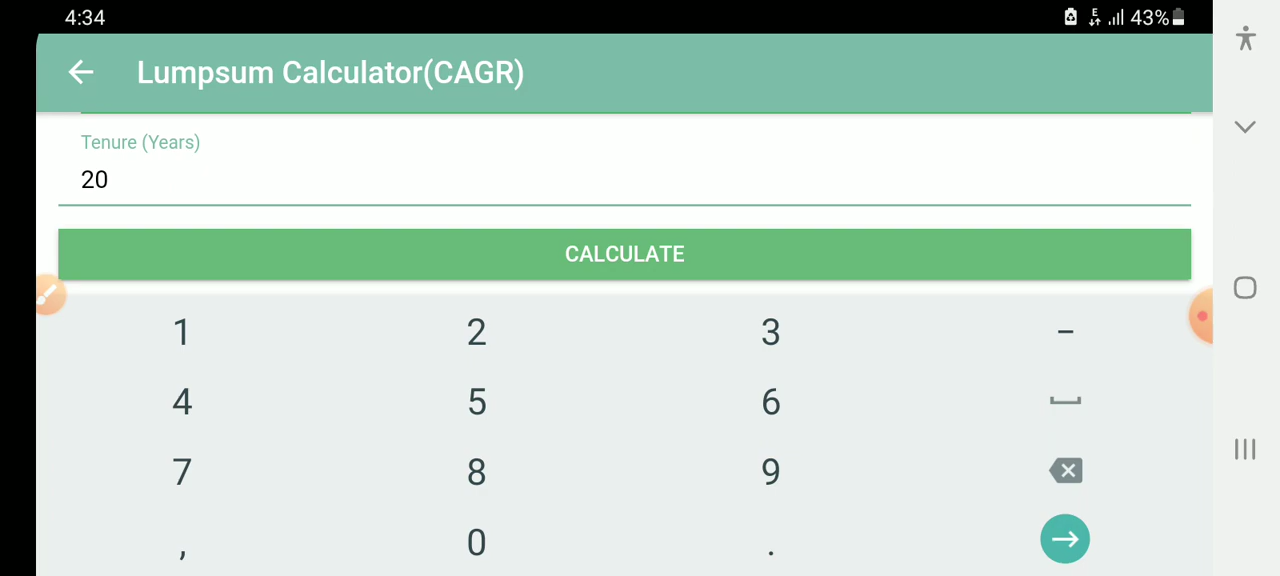 4:34
43%
Lumpsum Calculator(CAGR)
Tenure (Years)
20
CALCULATE
1 2 3 -
4 5 6
7 8 9
, 0 .